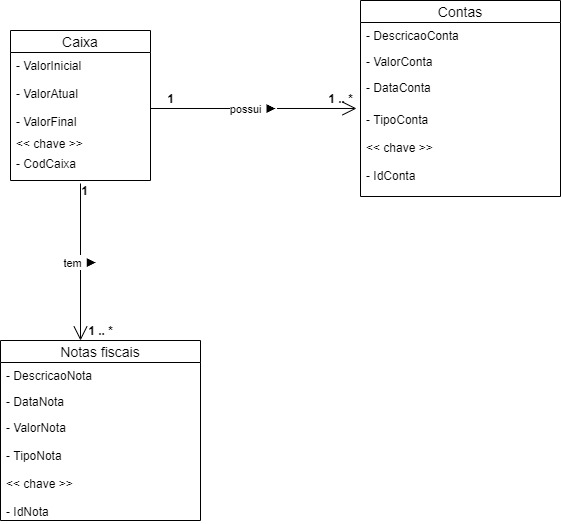 Contas
- DescricaoConta
- ValorConta
- DataConta
- TipoConta
<< chave >>
- IdConta
Caixa
- ValorInicial
- ValorAtual
- ValorFinal
<< chave >>
- CodCaixa
1
possui ►
1 .. *
1
tem ►
1 .. *
Notas fiscais
- DescricaoNota
- DataNota
- ValorNota
- TipoNota
<< chave >>
- IdNota